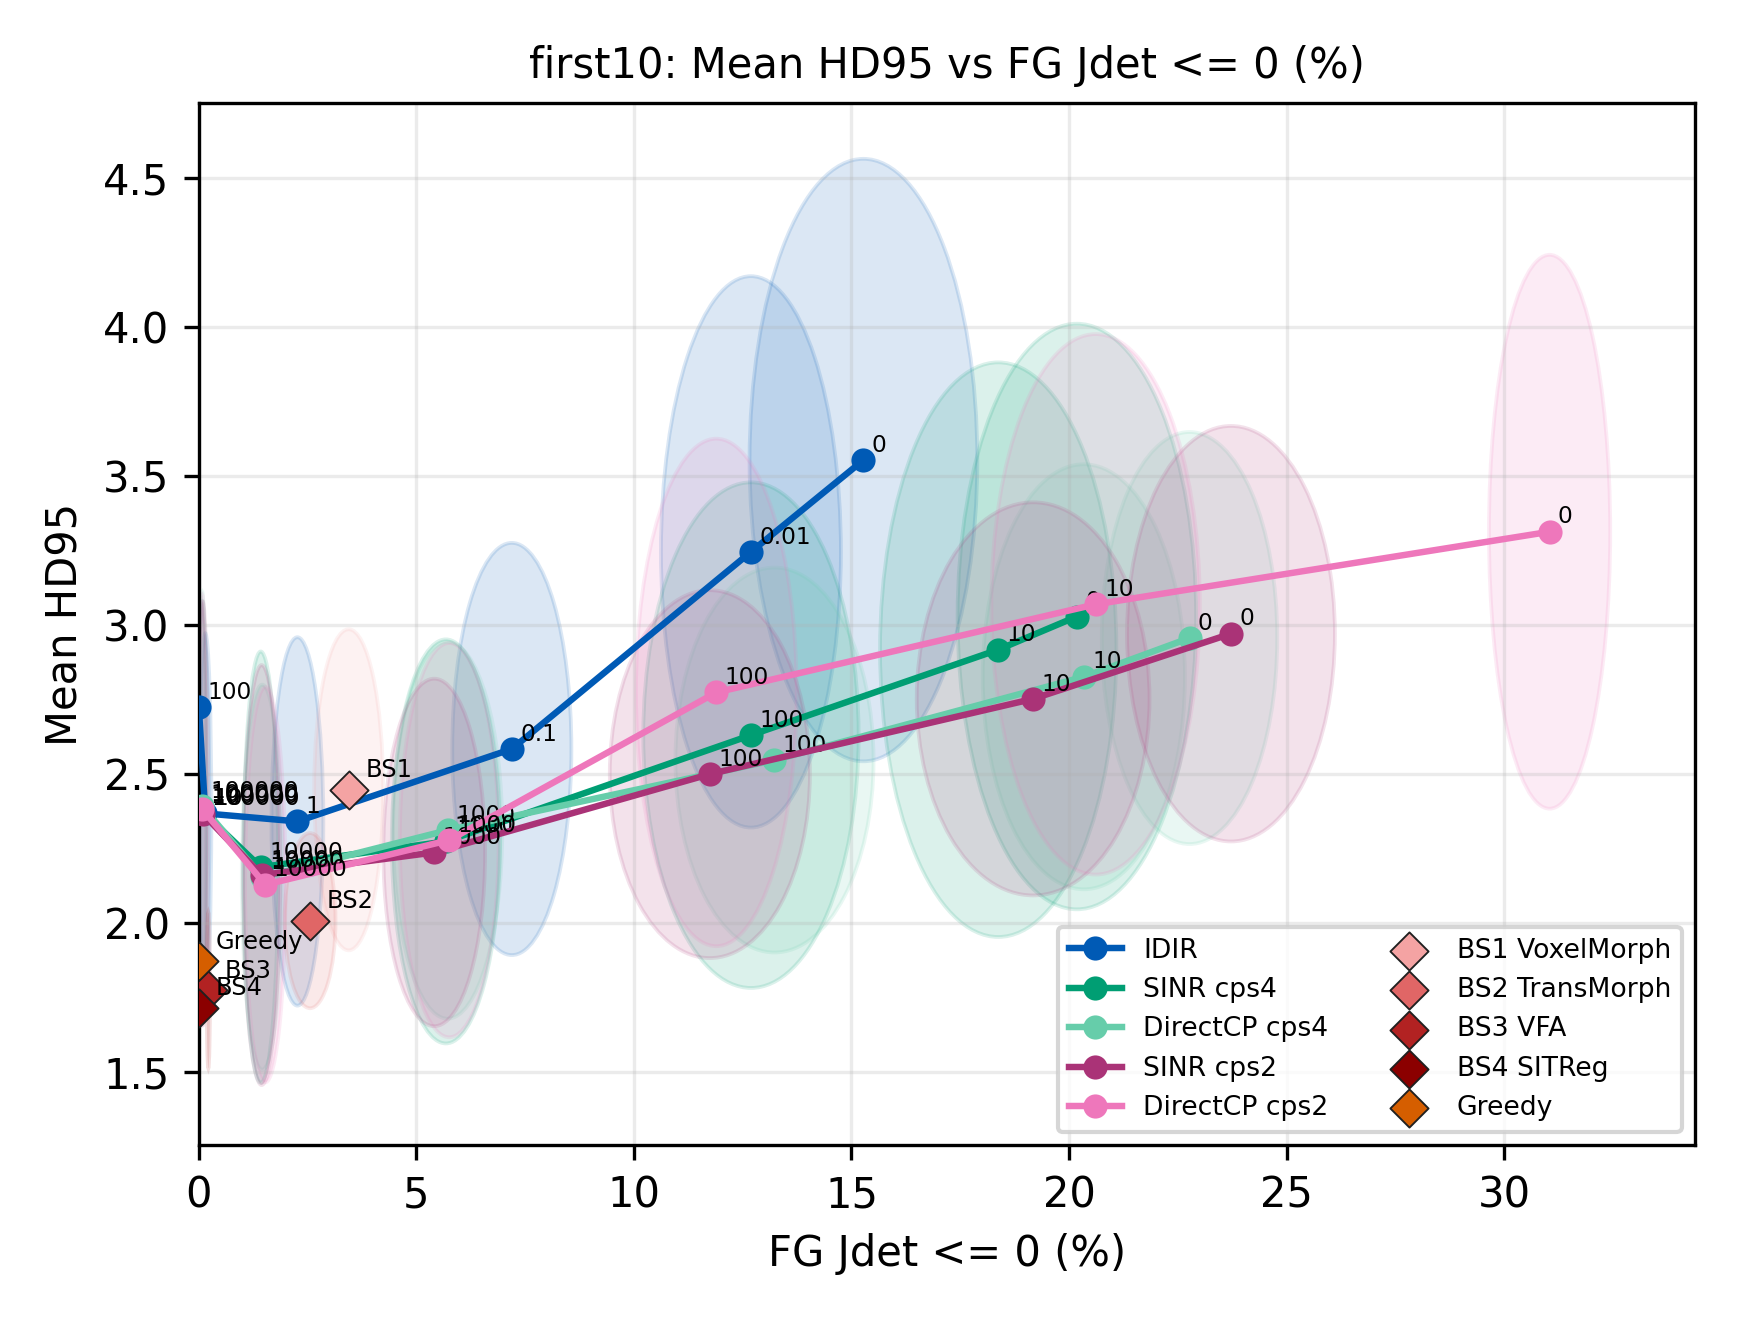 first10: Mean HD95 vs FG Jdet <= 0 (%)
4.5
4.0
3.5
3.0
2.5
2.0
1.5
Mean HD95
0
0.01
0
10
0
0
10
10
10
100
100
100
100
100
0.1
BS1
1
100000
10000
10000
BS2
Greedy
BS3
BS4
IDIR
SINR cps4
DirectCP cps4
SINR cps2
DirectCP cps2
BS1 VoxelMorph
BS2 TransMorph
BS3 VFA
BS4 SITReg
Greedy
0
5
10
15
20
25
30
FG Jdet <= 0 (%)